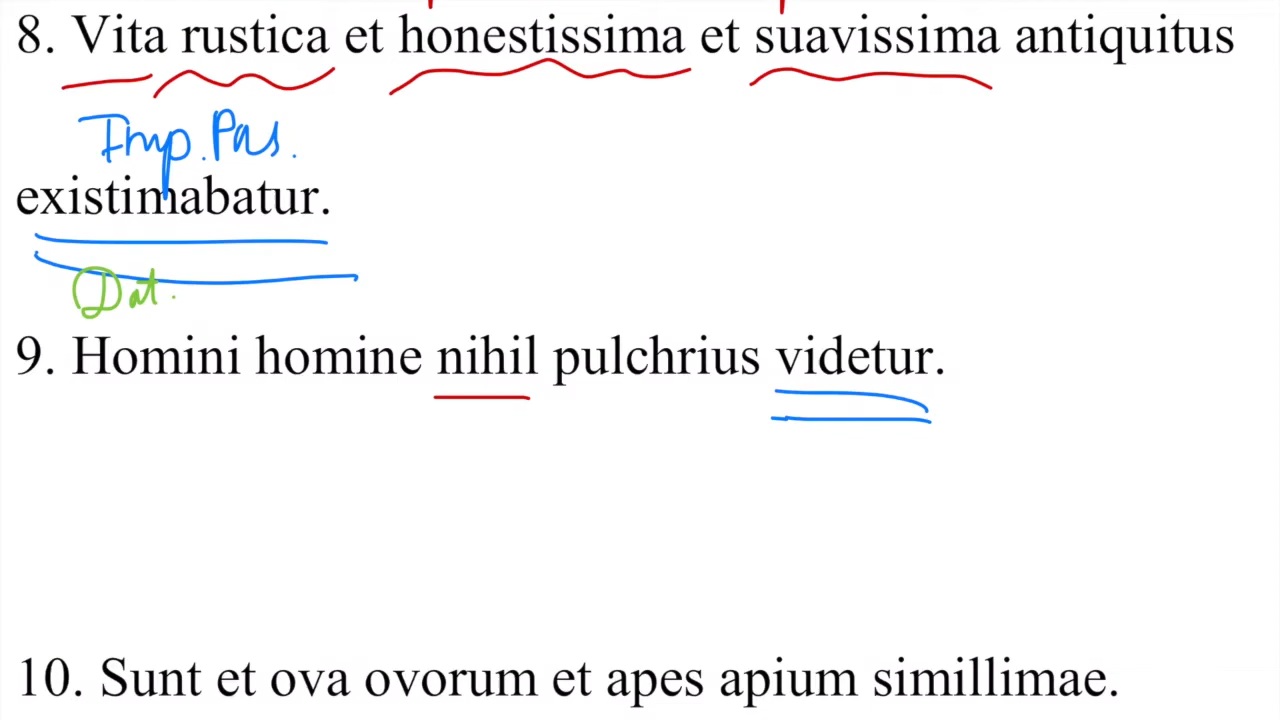 8. Vita rustica et honestissima et suavissima antiquitus
Imp. Pas.
existimabatur.
Dat.
9. Homini homine nihil pulchrius videtur.
10. Sunt et ova ovorum et apes apium simillimae.